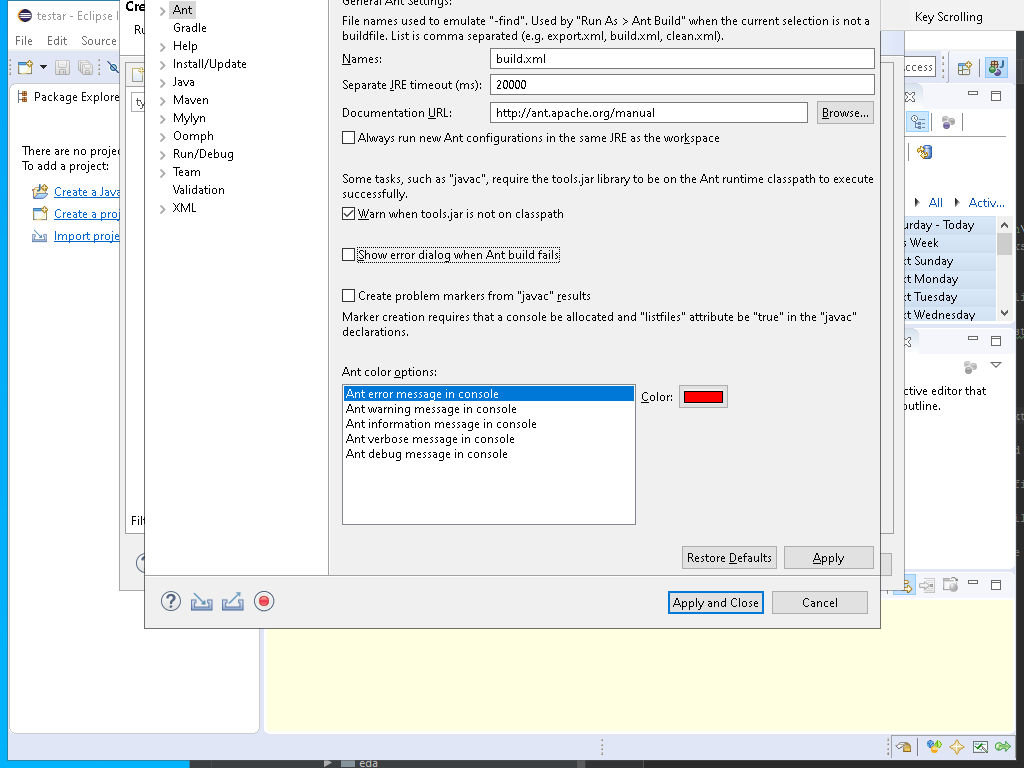 testar - Eclipse I
File Edit Source
Package Explore
There are no projec
To add a project:
Create a Java
Create a proj
Import proje
Cre
Ru
ty
Filt
Ant
Gradle
Help
Install/Update
Java
Maven
Mylyn
Oomph
Run/Debug
Team
Validation
XML
General Ant Settings:
File names used to emulate "-find". Used by "Run As > Ant Build" when the current selection is not a
buildfile. List is comma separated (e.g. export.xml, build.xml, clean.xml).
Names: build.xml
Separate JRE timeout (ms): 20000
Documentation URL: http://ant.apache.org/manual Browse...
Always run new Ant configurations in the same JRE as the workspace
Some tasks, such as "javac", require the tools.jar library to be on the Ant runtime classpath to execute
successfully.
Warn when tools.jar is not on classpath
Show error dialog when Ant build fails
Create problem markers from "javac" results
Marker creation requires that a console be allocated and "listfiles" attribute be "true" in the "javac"
declarations.
Ant color options:
Ant error message in console
Ant warning message in console
Ant information message in console
Ant verbose message in console
Ant debug message in console
Color:
Restore Defaults Apply
Apply and Close Cancel
Key Scrolling
ccess
All Activ...
urday - Today
s Week
xt Sunday
xt Monday
xt Tuesday
xt Wednesday
ctive editor that
outline.
eda